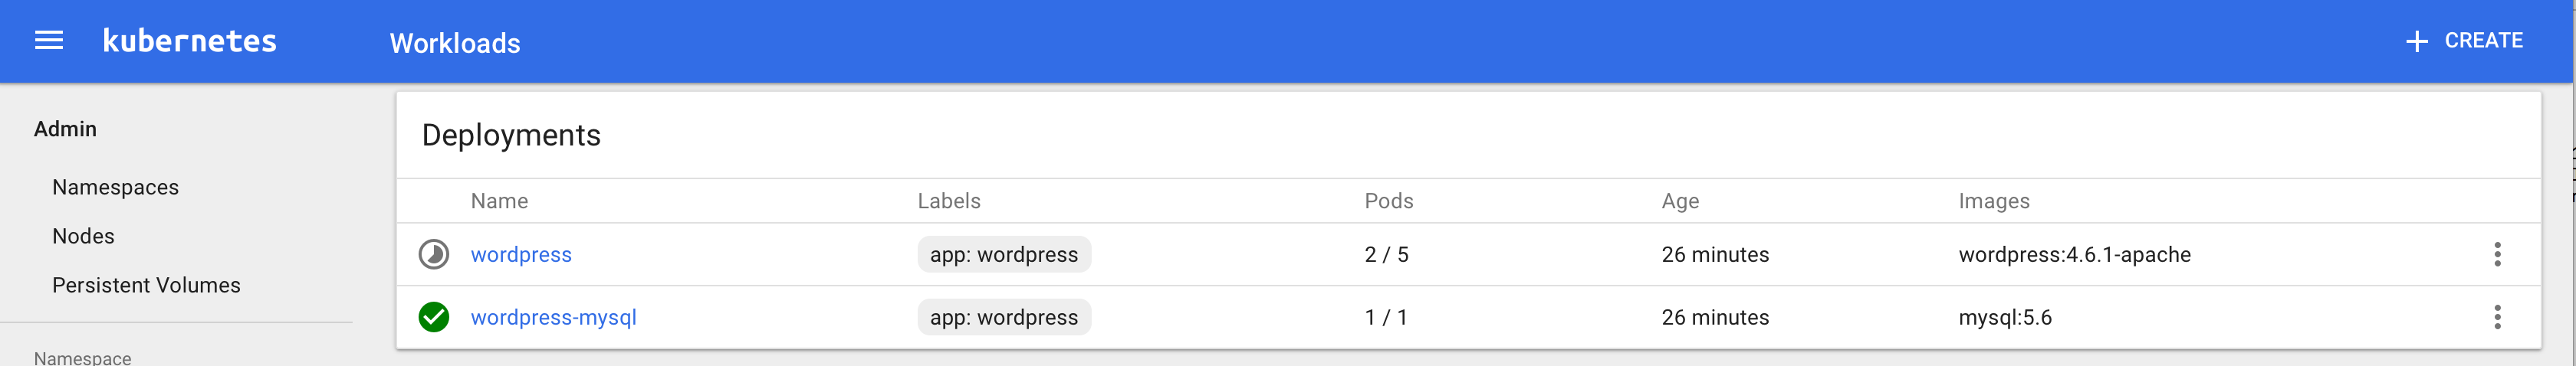 kubernetes Workloads + CREATE
Admin
Namespaces
Nodes
Persistent Volumes
Namespace
Deployments
Name Labels Pods Age Images
wordpress app: wordpress 2 / 5 26 minutes wordpress:4.6.1-apache
wordpress-mysql app: wordpress 1 / 1 26 minutes mysql:5.6